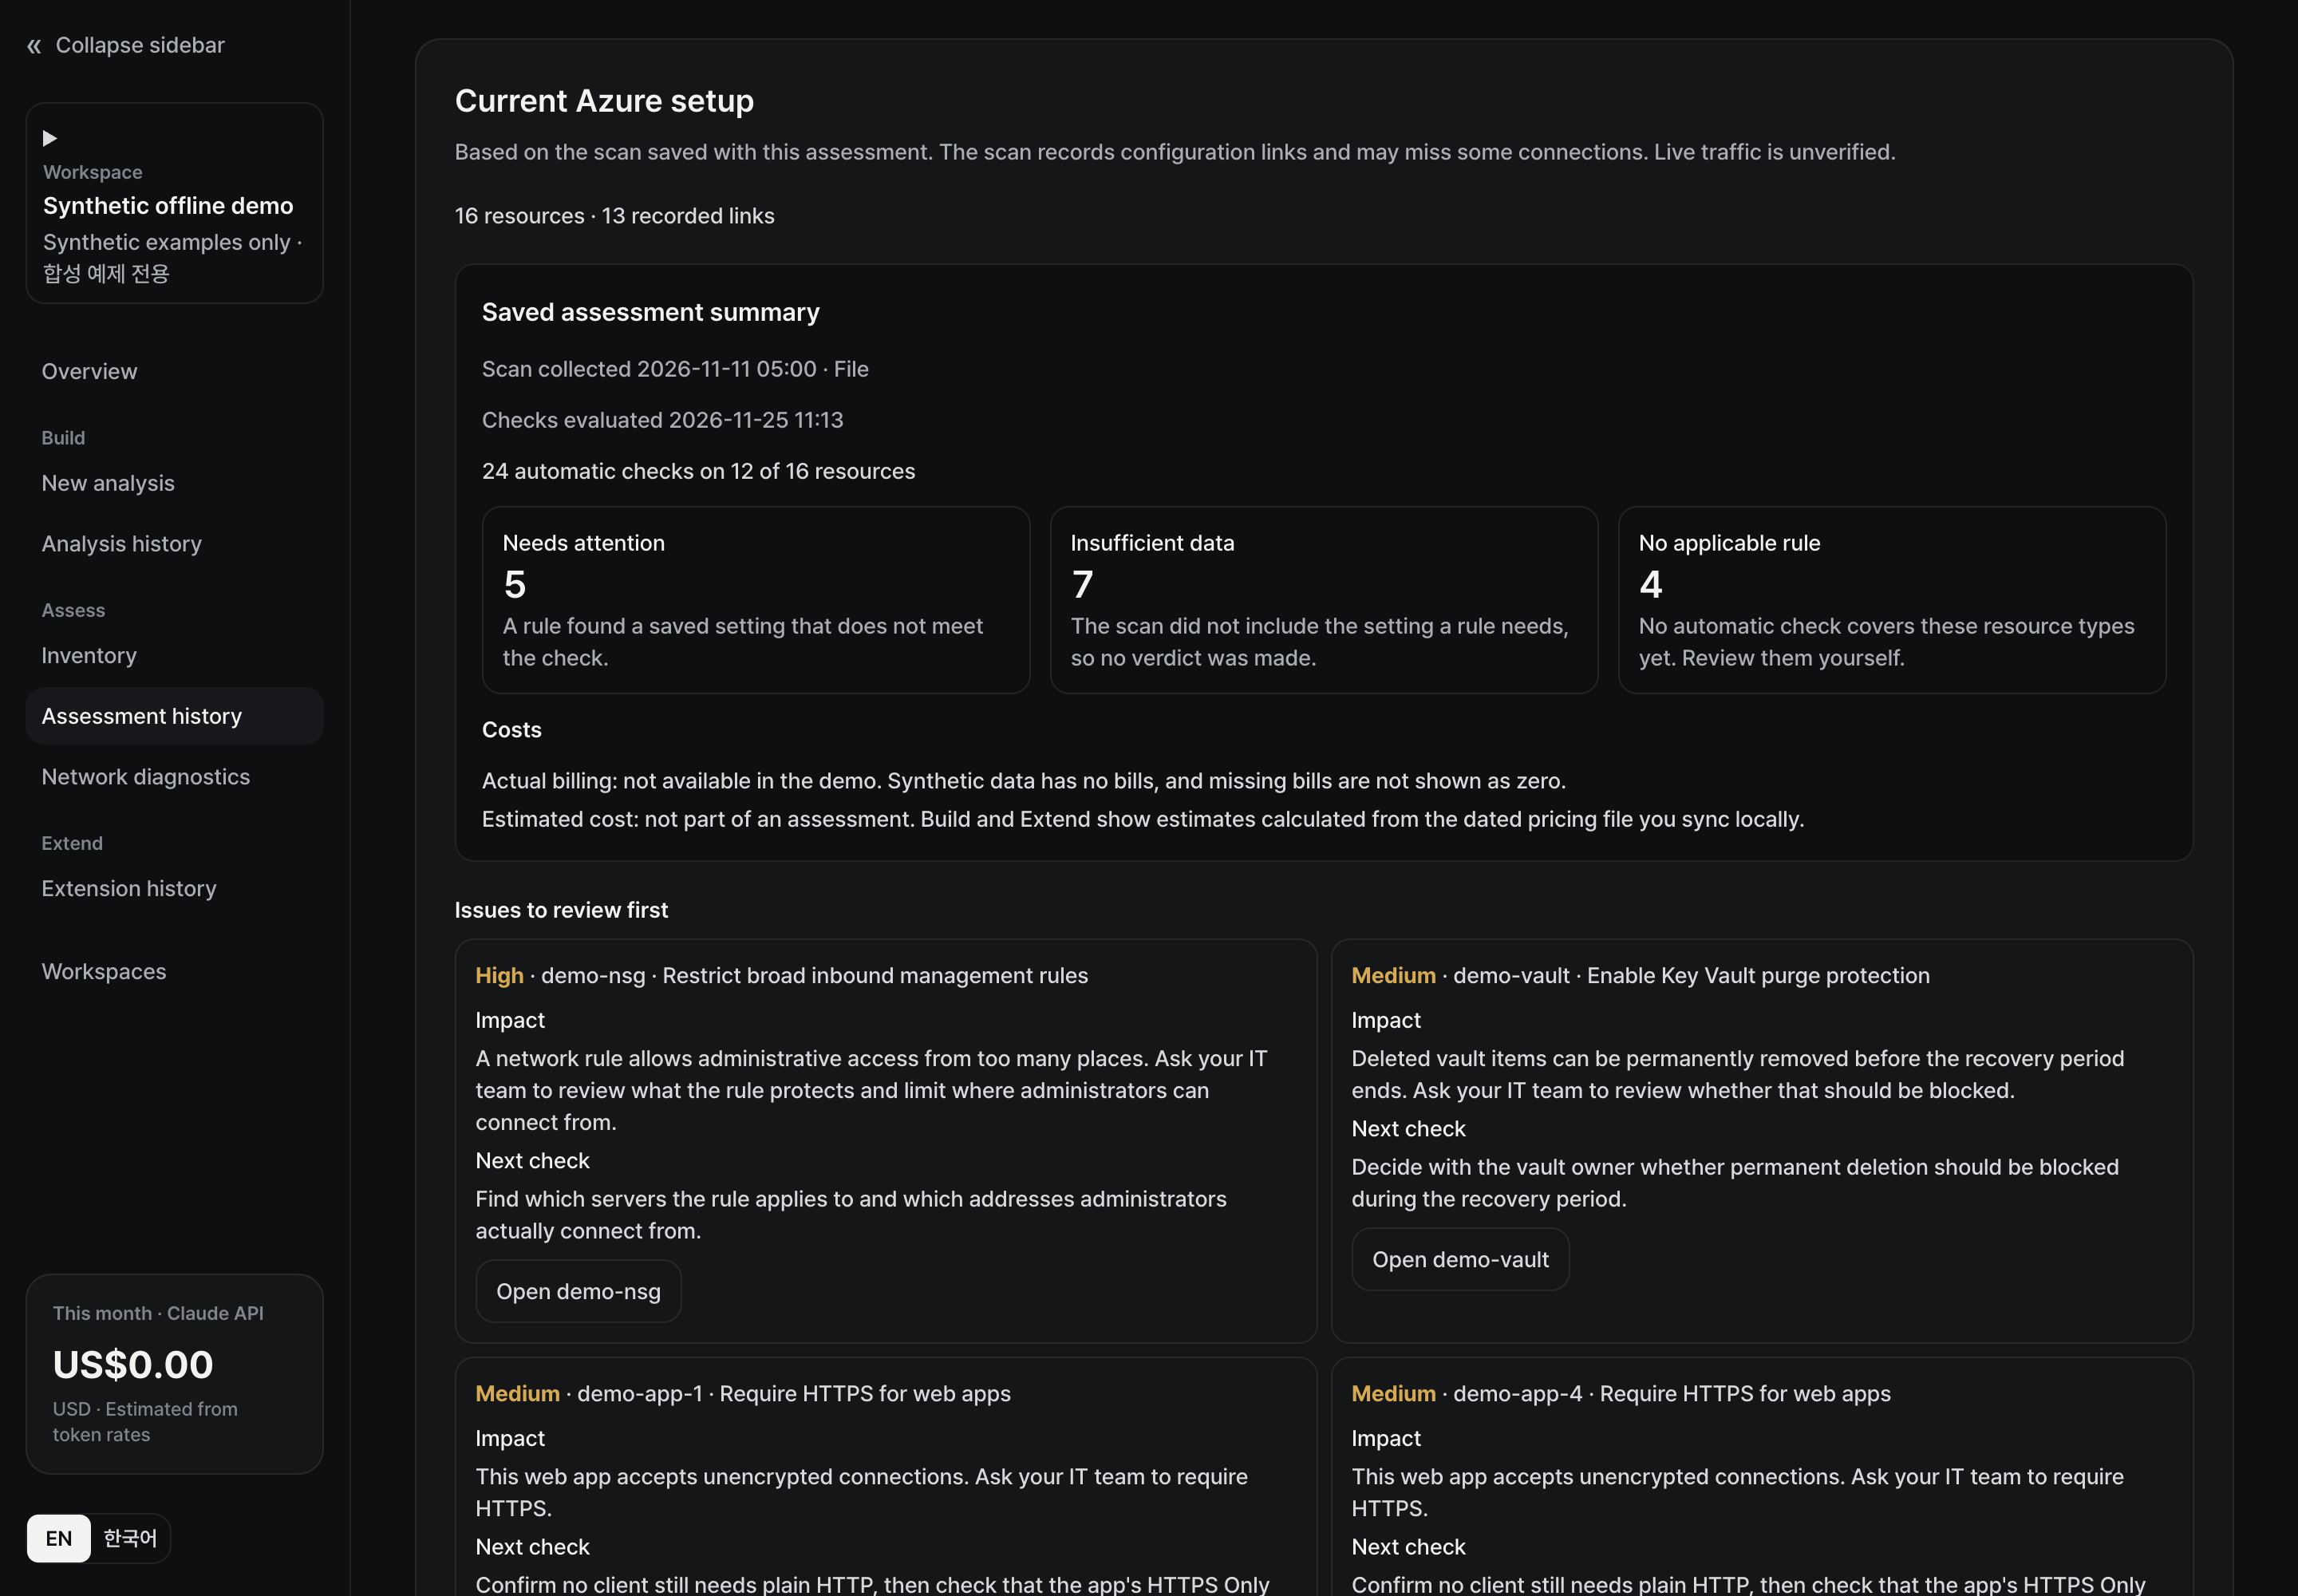 « Collapse sidebar
▶
Workspace
Synthetic offline demo
Synthetic examples only ·
합성 예제 전용
Overview
Build
New analysis
Analysis history
Assess
Inventory
Assessment history
Network diagnostics
Extend
Extension history
Workspaces
This month · Claude API
US$0.00
USD · Estimated from
token rates
EN 한국어
Current Azure setup
Based on the scan saved with this assessment. The scan records configuration links and may miss some connections. Live traffic is unverified.
16 resources · 13 recorded links
Saved assessment summary
Scan collected 2026-11-11 05:00 · File
Checks evaluated 2026-11-25 11:13
24 automatic checks on 12 of 16 resources
Needs attention
5
A rule found a saved setting that does not meet
the check.
Insufficient data
7
The scan did not include the setting a rule needs,
so no verdict was made.
No applicable rule
4
No automatic check covers these resource types
yet. Review them yourself.
Costs
Actual billing: not available in the demo. Synthetic data has no bills, and missing bills are not shown as zero.
Estimated cost: not part of an assessment. Build and Extend show estimates calculated from the dated pricing file you sync locally.
Issues to review first
High · demo-nsg · Restrict broad inbound management rules
Impact
A network rule allows administrative access from too many places. Ask your IT
team to review what the rule protects and limit where administrators can
connect from.
Next check
Find which servers the rule applies to and which addresses administrators
actually connect from.
Open demo-nsg
Medium · demo-vault · Enable Key Vault purge protection
Impact
Deleted vault items can be permanently removed before the recovery period
ends. Ask your IT team to review whether that should be blocked.
Next check
Decide with the vault owner whether permanent deletion should be blocked
during the recovery period.
Open demo-vault
Medium · demo-app-1 · Require HTTPS for web apps
Impact
This web app accepts unencrypted connections. Ask your IT team to require
HTTPS.
Next check
Confirm no client still needs plain HTTP, then check that the app's HTTPS Only
Medium · demo-app-4 · Require HTTPS for web apps
Impact
This web app accepts unencrypted connections. Ask your IT team to require
HTTPS.
Next check
Confirm no client still needs plain HTTP, then check that the app's HTTPS Only